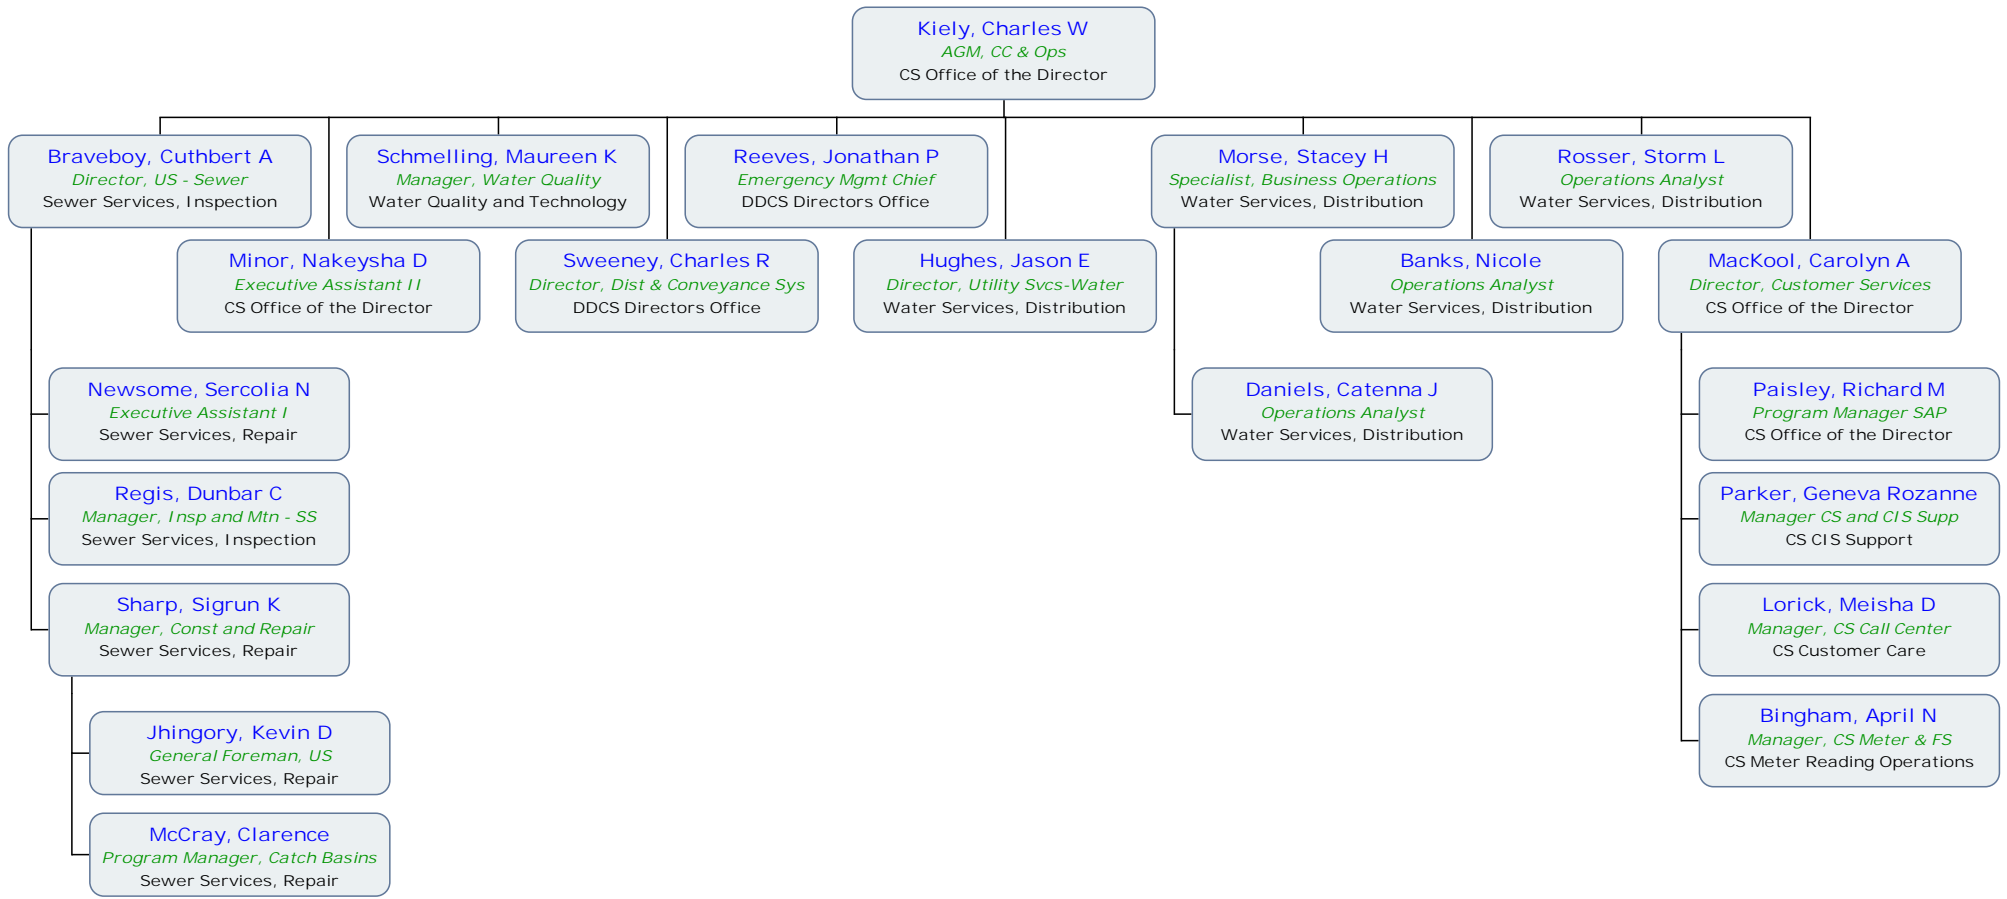 Kiely, Charles W
AGM, CC & Ops
CS Office of the Director
Braveboy, Cuthbert A
Director, US - Sewer
Sewer Services, Inspection
Schmelling, Maureen K
Manager, Water Quality
Water Quality and Technology
Reeves, Jonathan P
Emergency Mgmt Chief
DDCS Directors Office
Morse, Stacey H
Specialist, Business Operations
Water Services, Distribution
Rosser, Storm L
Operations Analyst
Water Services, Distribution
Minor, Nakeysha D
Executive Assistant II
CS Office of the Director
Sweeney, Charles R
Director, Dist & Conveyance Sys
DDCS Directors Office
Hughes, Jason E
Director, Utility Svcs-Water
Water Services, Distribution
Banks, Nicole
Operations Analyst
Water Services, Distribution
MacKool, Carolyn A
Director, Customer Services
CS Office of the Director
Newsome, Sercolia N
Executive Assistant I
Sewer Services, Repair
Daniels, Catenna J
Operations Analyst
Water Services, Distribution
Paisley, Richard M
Program Manager SAP
CS Office of the Director
Regis, Dunbar C
Manager, Insp and Mtn - SS
Sewer Services, Inspection
Parker, Geneva Rozanne
Manager CS and CIS Supp
CS CIS Support
Sharp, Sigrun K
Manager, Const and Repair
Sewer Services, Repair
Lorick, Meisha D
Manager, CS Call Center
CS Customer Care
Jhingory, Kevin D
General Foreman, US
Sewer Services, Repair
Bingham, April N
Manager, CS Meter & FS
CS Meter Reading Operations
McCray, Clarence
Program Manager, Catch Basins
Sewer Services, Repair